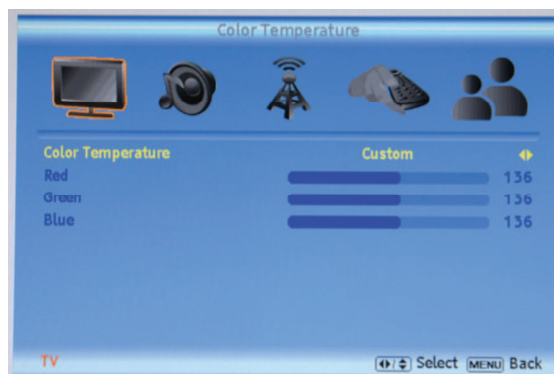 Color Temperature
Color Temperature Custom
Red 136
Green 136
Blue 136
TV Select MENU Back